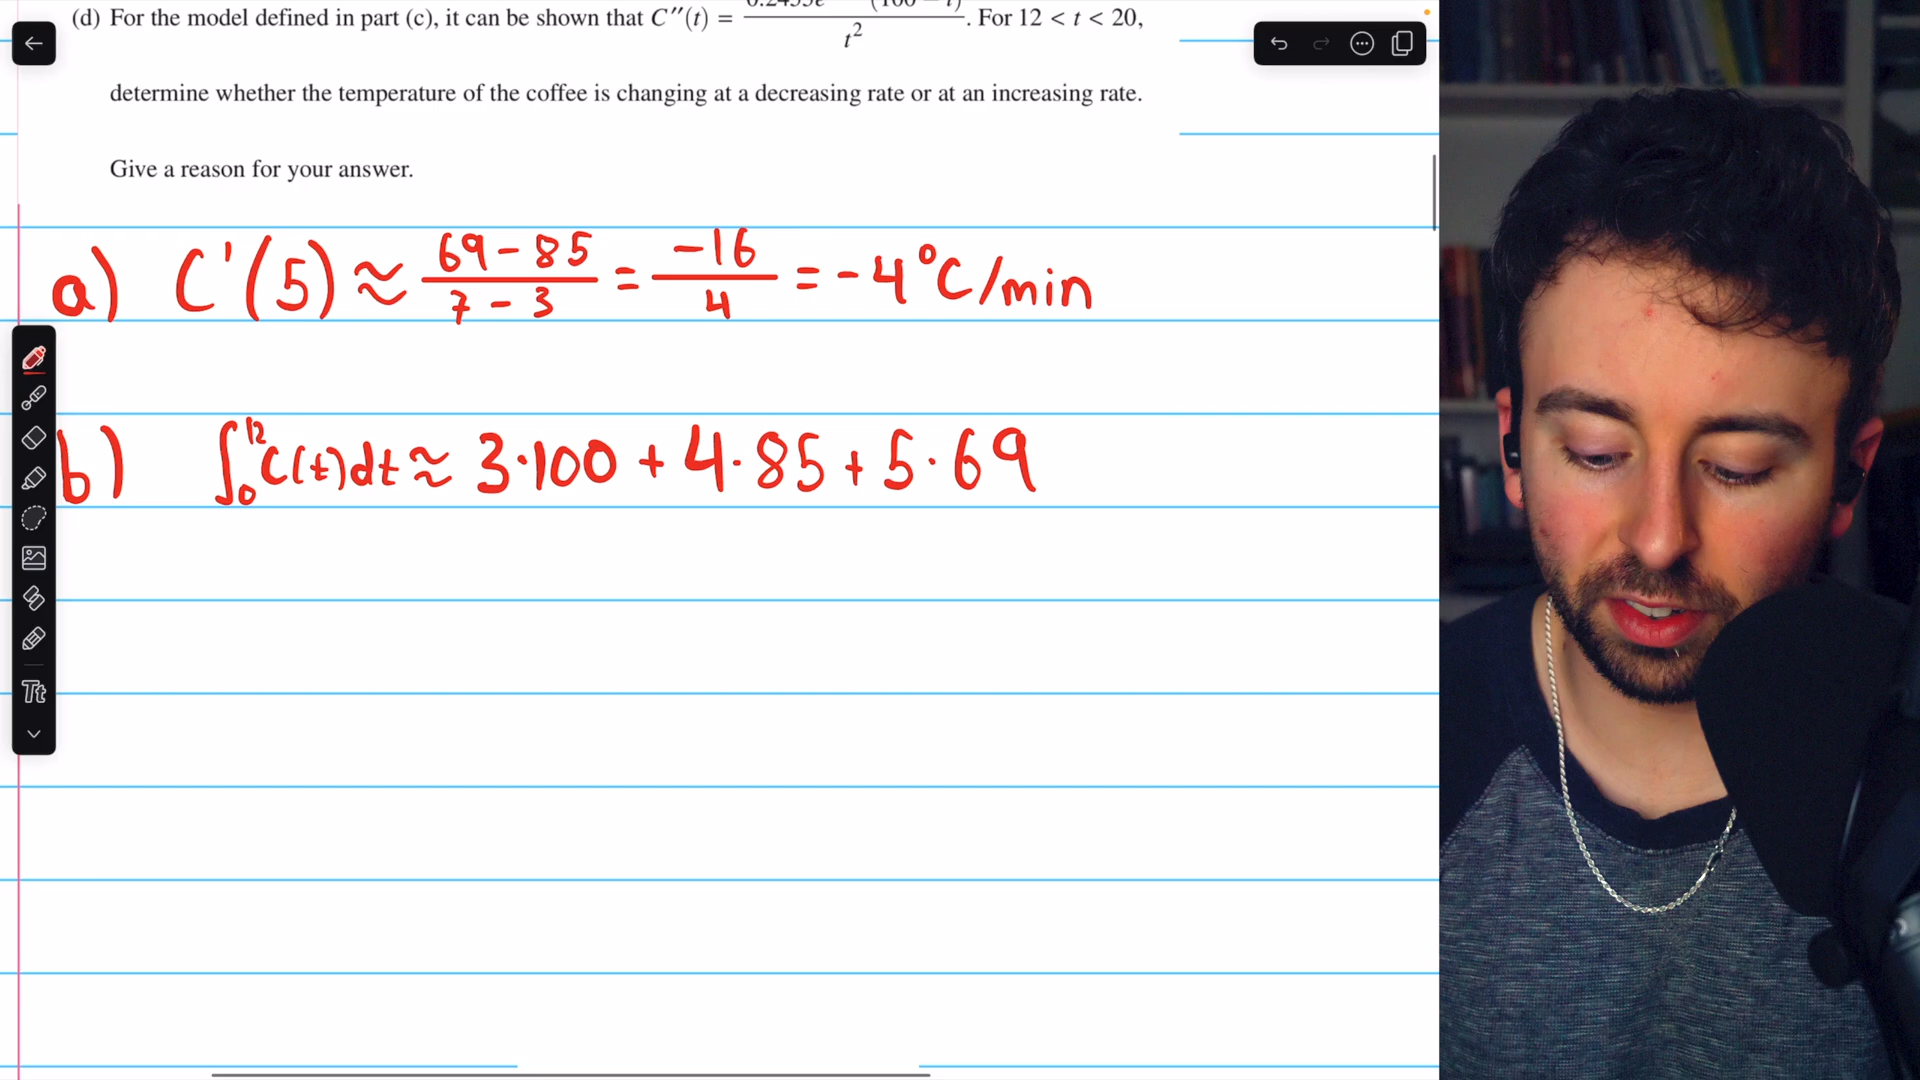 (d) For the model defined in part (c), it can be shown that C″(t) = / t². For 12 < t < 20,
determine whether the temperature of the coffee is changing at a decreasing rate or at an increasing rate.
Give a reason for your answer.
a) C'(5) ≈ (69 − 85)/(7 − 3) = −16/4 = −4°C/min
b) ∫₀¹² C(t)dt ≈ 3·100 + 4·85 + 5·69
Tt